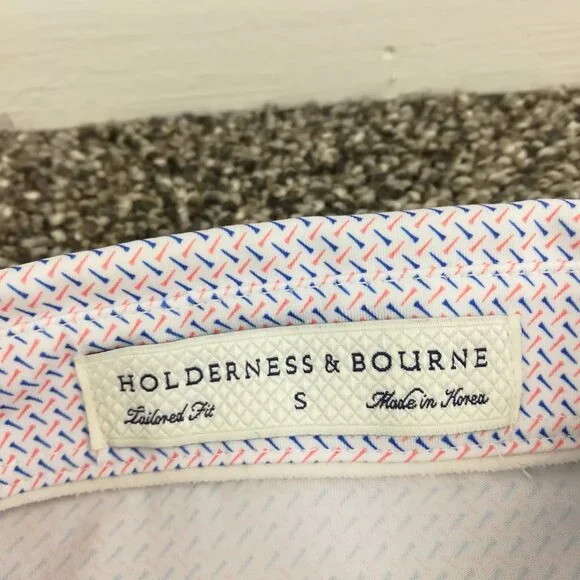 HOLDERNESS & BOURNE
Tailored Fit S Made in Korea